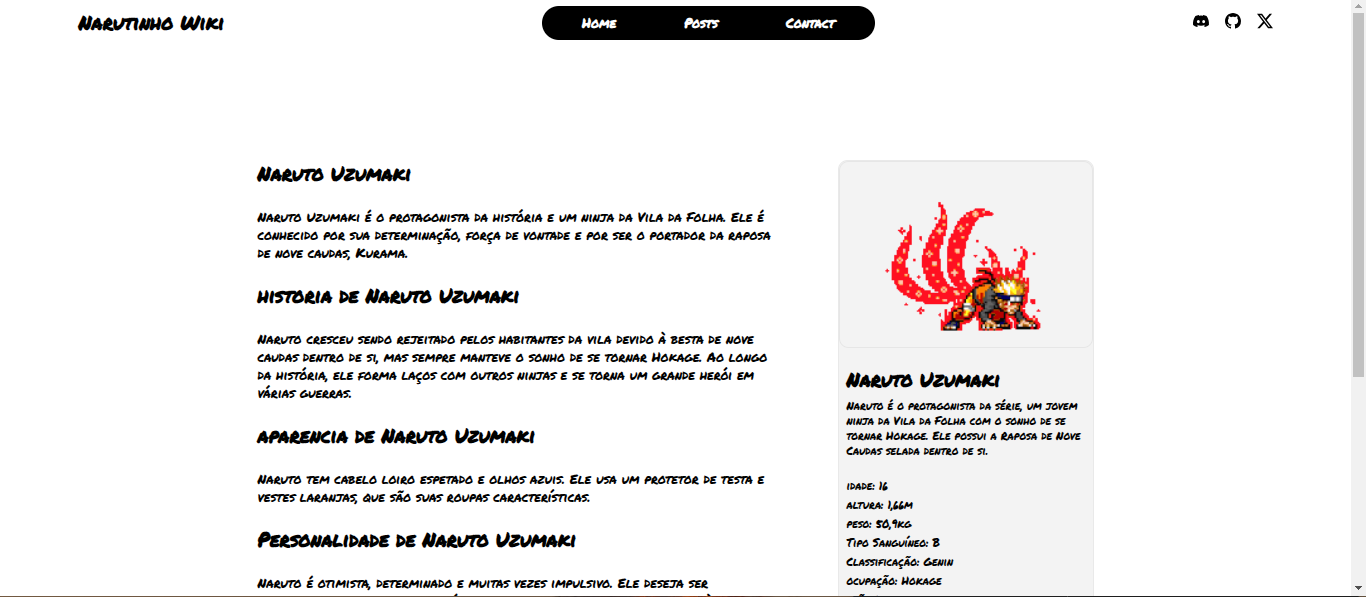 Narutinho Wiki
Home
Posts
Contact
Naruto Uzumaki
Naruto Uzumaki é o protagonista da história e um ninja da Vila da Folha. Ele é
conhecido por sua determinação, força de vontade e por ser o portador da raposa
de nove caudas, Kurama.
historia de Naruto Uzumaki
Naruto cresceu sendo rejeitado pelos habitantes da vila devido à besta de nove
caudas dentro de si, mas sempre manteve o sonho de se tornar Hokage. Ao longo
da história, ele forma laços com outros ninjas e se torna um grande herói em
várias guerras.
aparencia de Naruto Uzumaki
Naruto tem cabelo loiro espetado e olhos azuis. Ele usa um protetor de testa e
vestes laranjas, que são suas roupas características.
Personalidade de Naruto Uzumaki
Naruto é otimista, determinado e muitas vezes impulsivo. Ele deseja ser
Naruto Uzumaki
Naruto é o protagonista da série, um jovem
ninja da Vila da Folha com o sonho de se
tornar Hokage. Ele possui a Raposa de Nove
Caudas selada dentro de si.
idade: 16
altura: 1,66m
peso: 50,9kg
Tipo Sanguíneo: B
Classificação: Genin
ocupação: Hokage